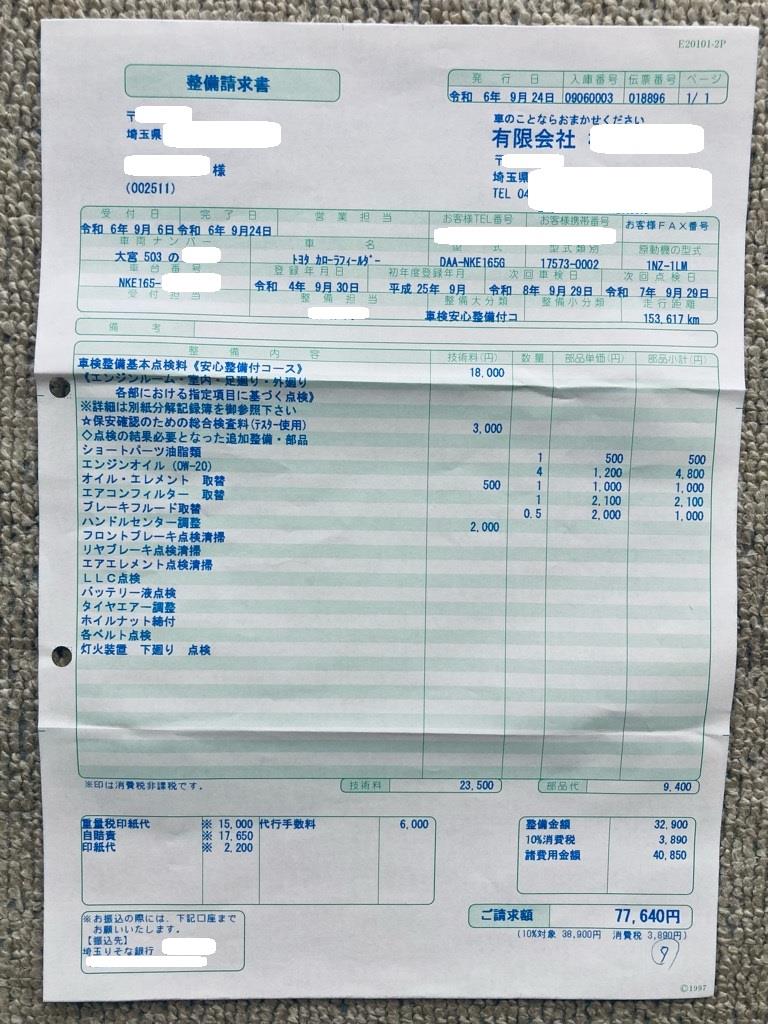 E20101-2P
整備請求書
発行日 入庫番号 伝票番号 ページ
令和 6年 9月24日 09060003 018896 1/ 1
〒
埼玉県
様
(002511)
車のことならおまかせください
有限会社
〒
埼玉県
TEL 04
受付日 完了日 営業担当 お客様TEL番号 お客様携帯番号 お客様FAX番号
令和 6年 9月 6日 令和 6年 9月24日
車両ナンバー 車名 型式 型式類別 原動機の型式
大宮 503 の ﾄﾖﾀ ｶﾛｰﾗﾌｨｰﾙﾀﾞｰ DAA-NKE165G 17573-0002 1NZ-1LM
車台番号 登録年月日 初年度登録年月 次回車検日 次回点検日
NKE165- 令和 4年 9月30日 平成 25年 9月 令和 8年 9月29日 令和 7年 9月29日
受付担当 整備担当 整備大分類 整備小分類 走行距離
車検安心整備付コ 153,617 km
備考
整備内容 技術料(円) 数量 部品単価(円) 部品小計(円)
車検整備基本点検料《安心整備付コース》 18,000
《エンジンルーム・室内・足廻り・外廻り
各部における指定項目に基づく点検》
※詳細は別紙分解記録簿を御参照下さい
☆保安確認のための総合検査料(ﾃｽﾀｰ使用) 3,000
◇点検の結果必要となった追加整備・部品
ショートパーツ油脂類 1 500 500
エンジンオイル (0W-20) 4 1,200 4,800
オイル・エレメント 取替 500 1 1,000 1,000
エアコンフィルター 取替 1 2,100 2,100
ブレーキフルード取替 0.5 2,000 1,000
ハンドルセンター調整 2,000
フロントブレーキ点検清掃
リヤブレーキ点検清掃
エアエレメント点検清掃
ＬＬＣ点検
バッテリー液点検
タイヤエアー調整
ホイルナット締付
各ベルト点検
灯火装置 下廻り 点検
※印は消費税非課税です。 技術料 23,500 部品代 9,400
重量税印紙代 ※ 15,000 代行手数料 6,000
自賠責 ※ 17,650
印紙代 ※ 2,200
整備金額 32,900
10%消費税 3,890
諸費用金額 40,850
ご請求額 77,640円
(10%対象 38,900円 消費税 3,890円)
※お振込の際には、下記口座まで
お願いいたします。
【振込先】
埼玉りそな銀行
©1997